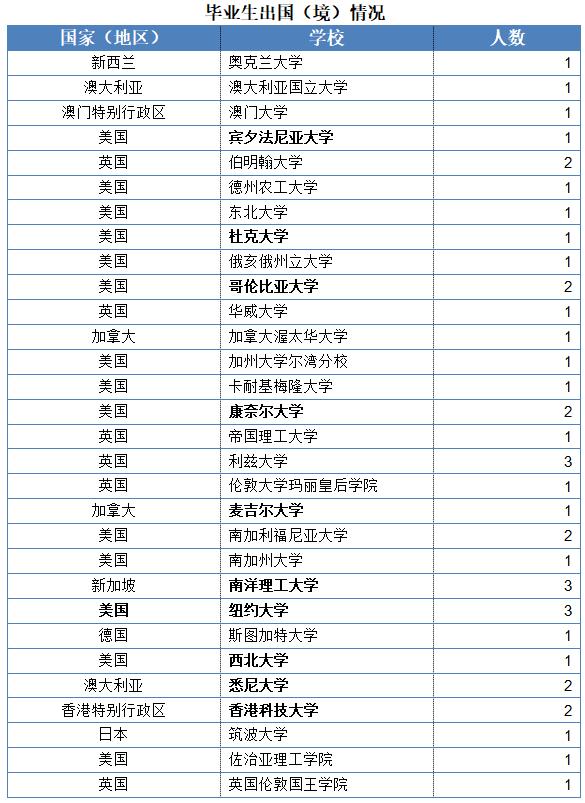 毕业生出国（境）情况
国家（地区） 学校 人数
新西兰 奥克兰大学 1
澳大利亚 澳大利亚国立大学 1
澳门特别行政区 澳门大学 1
美国 宾夕法尼亚大学 1
英国 伯明翰大学 2
美国 德州农工大学 1
美国 东北大学 1
美国 杜克大学 1
美国 俄亥俄州立大学 1
美国 哥伦比亚大学 2
英国 华威大学 1
加拿大 加拿大渥太华大学 1
美国 加州大学尔湾分校 1
美国 卡耐基梅隆大学 1
美国 康奈尔大学 2
英国 帝国理工大学 1
英国 利兹大学 3
英国 伦敦大学玛丽皇后学院 1
加拿大 麦吉尔大学 1
美国 南加利福尼亚大学 2
美国 南加州大学 1
新加坡 南洋理工大学 3
美国 纽约大学 3
德国 斯图加特大学 1
美国 西北大学 1
澳大利亚 悉尼大学 2
香港特别行政区 香港科技大学 2
日本 筑波大学 1
美国 佐治亚理工学院 1
英国 英国伦敦国王学院 1